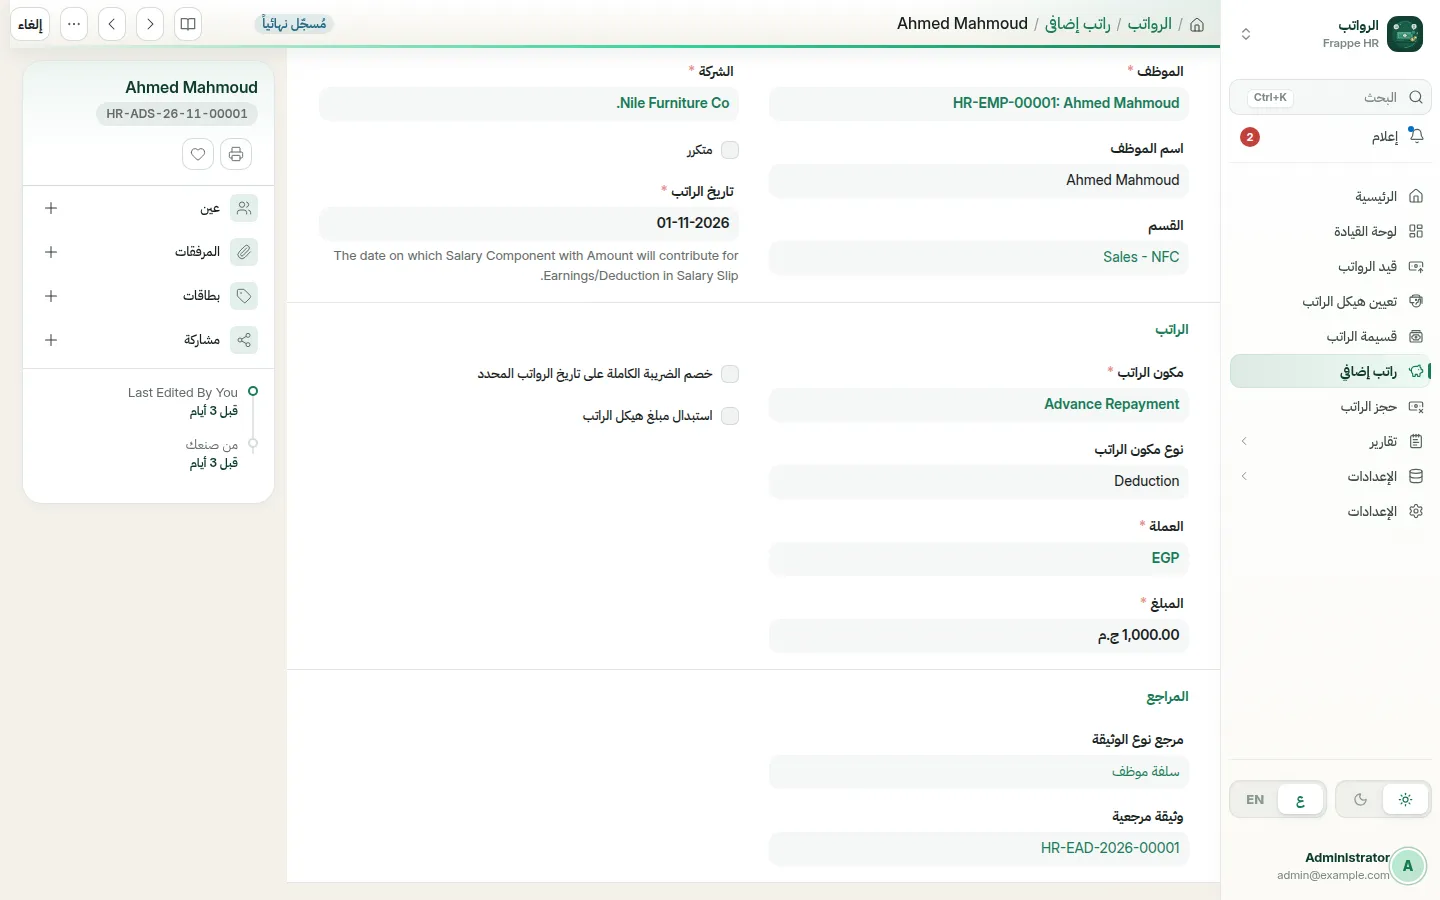 الرواتب
Frappe HR
البحث
Ctrl+K
إعلام
2
الرئيسية
لوحة القيادة
قيد الرواتب
تعيين هيكل الراتب
قسيمة الراتب
راتب إضافي
حجز الراتب
تقارير
الإعدادات
الإعدادات
ع
EN
Administrator
admin@example.com
A
الرواتب / راتب إضافي / Ahmed Mahmoud
مُسجّل نهائياً
إلغاء
الموظف *
HR-EMP-00001: Ahmed Mahmoud
اسم الموظف
Ahmed Mahmoud
القسم
Sales - NFC
الشركة *
Nile Furniture Co.
متكرر
تاريخ الراتب *
01-11-2026
The date on which Salary Component with Amount will contribute for
Earnings/Deduction in Salary Slip.
الراتب
مكون الراتب *
Advance Repayment
نوع مكون الراتب
Deduction
العملة *
EGP
المبلغ *
1,000.00 ج.م
خصم الضريبة الكاملة على تاريخ الرواتب المحدد
استبدال مبلغ هيكل الراتب
المراجع
مرجع نوع الوثيقة
سلفة موظف
وثيقة مرجعية
HR-EAD-2026-00001
Ahmed Mahmoud
HR-ADS-26-11-00001
عين
المرفقات
بطاقات
مشاركة
Last Edited By You
قبل 3 أيام
من صنعك
قبل 3 أيام